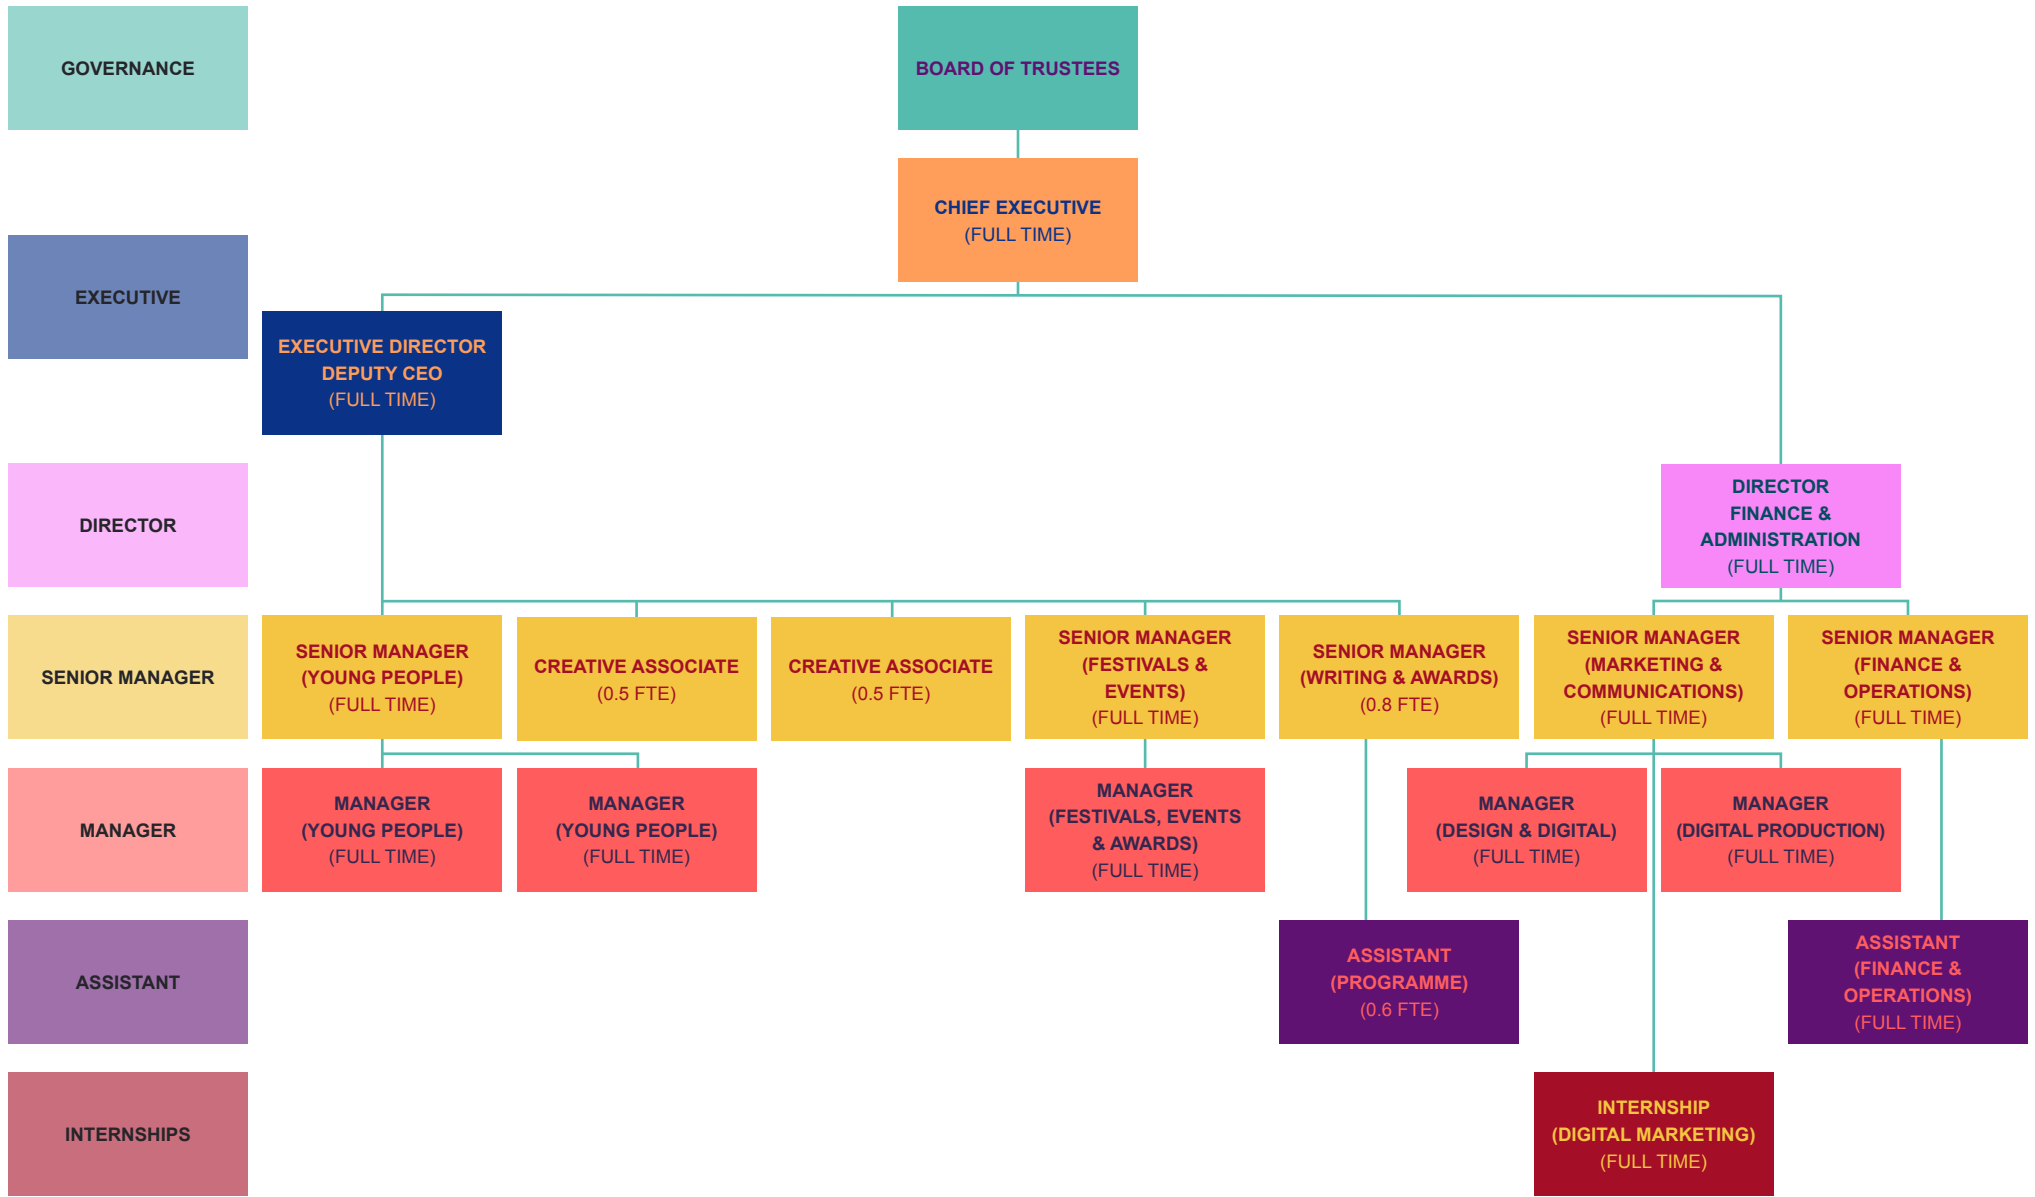 GOVERNANCE
BOARD OF TRUSTEES
CHIEF EXECUTIVE
(FULL TIME)
EXECUTIVE
EXECUTIVE DIRECTOR
DEPUTY CEO
(FULL TIME)
DIRECTOR
DIRECTOR
FINANCE &
ADMINISTRATION
(FULL TIME)
SENIOR MANAGER
SENIOR MANAGER
(YOUNG PEOPLE)
(FULL TIME)
CREATIVE ASSOCIATE
(0.5 FTE)
CREATIVE ASSOCIATE
(0.5 FTE)
SENIOR MANAGER
(FESTIVALS &
EVENTS)
(FULL TIME)
SENIOR MANAGER
(WRITING & AWARDS)
(0.8 FTE)
SENIOR MANAGER
(MARKETING &
COMMUNICATIONS)
(FULL TIME)
SENIOR MANAGER
(FINANCE &
OPERATIONS)
(FULL TIME)
MANAGER
MANAGER
(YOUNG PEOPLE)
(FULL TIME)
MANAGER
(YOUNG PEOPLE)
(FULL TIME)
MANAGER
(FESTIVALS, EVENTS
& AWARDS)
(FULL TIME)
MANAGER
(DESIGN & DIGITAL)
(FULL TIME)
MANAGER
(DIGITAL PRODUCTION)
(FULL TIME)
ASSISTANT
ASSISTANT
(PROGRAMME)
(0.6 FTE)
ASSISTANT
(FINANCE &
OPERATIONS)
(FULL TIME)
INTERNSHIPS
INTERNSHIP
(DIGITAL MARKETING)
(FULL TIME)